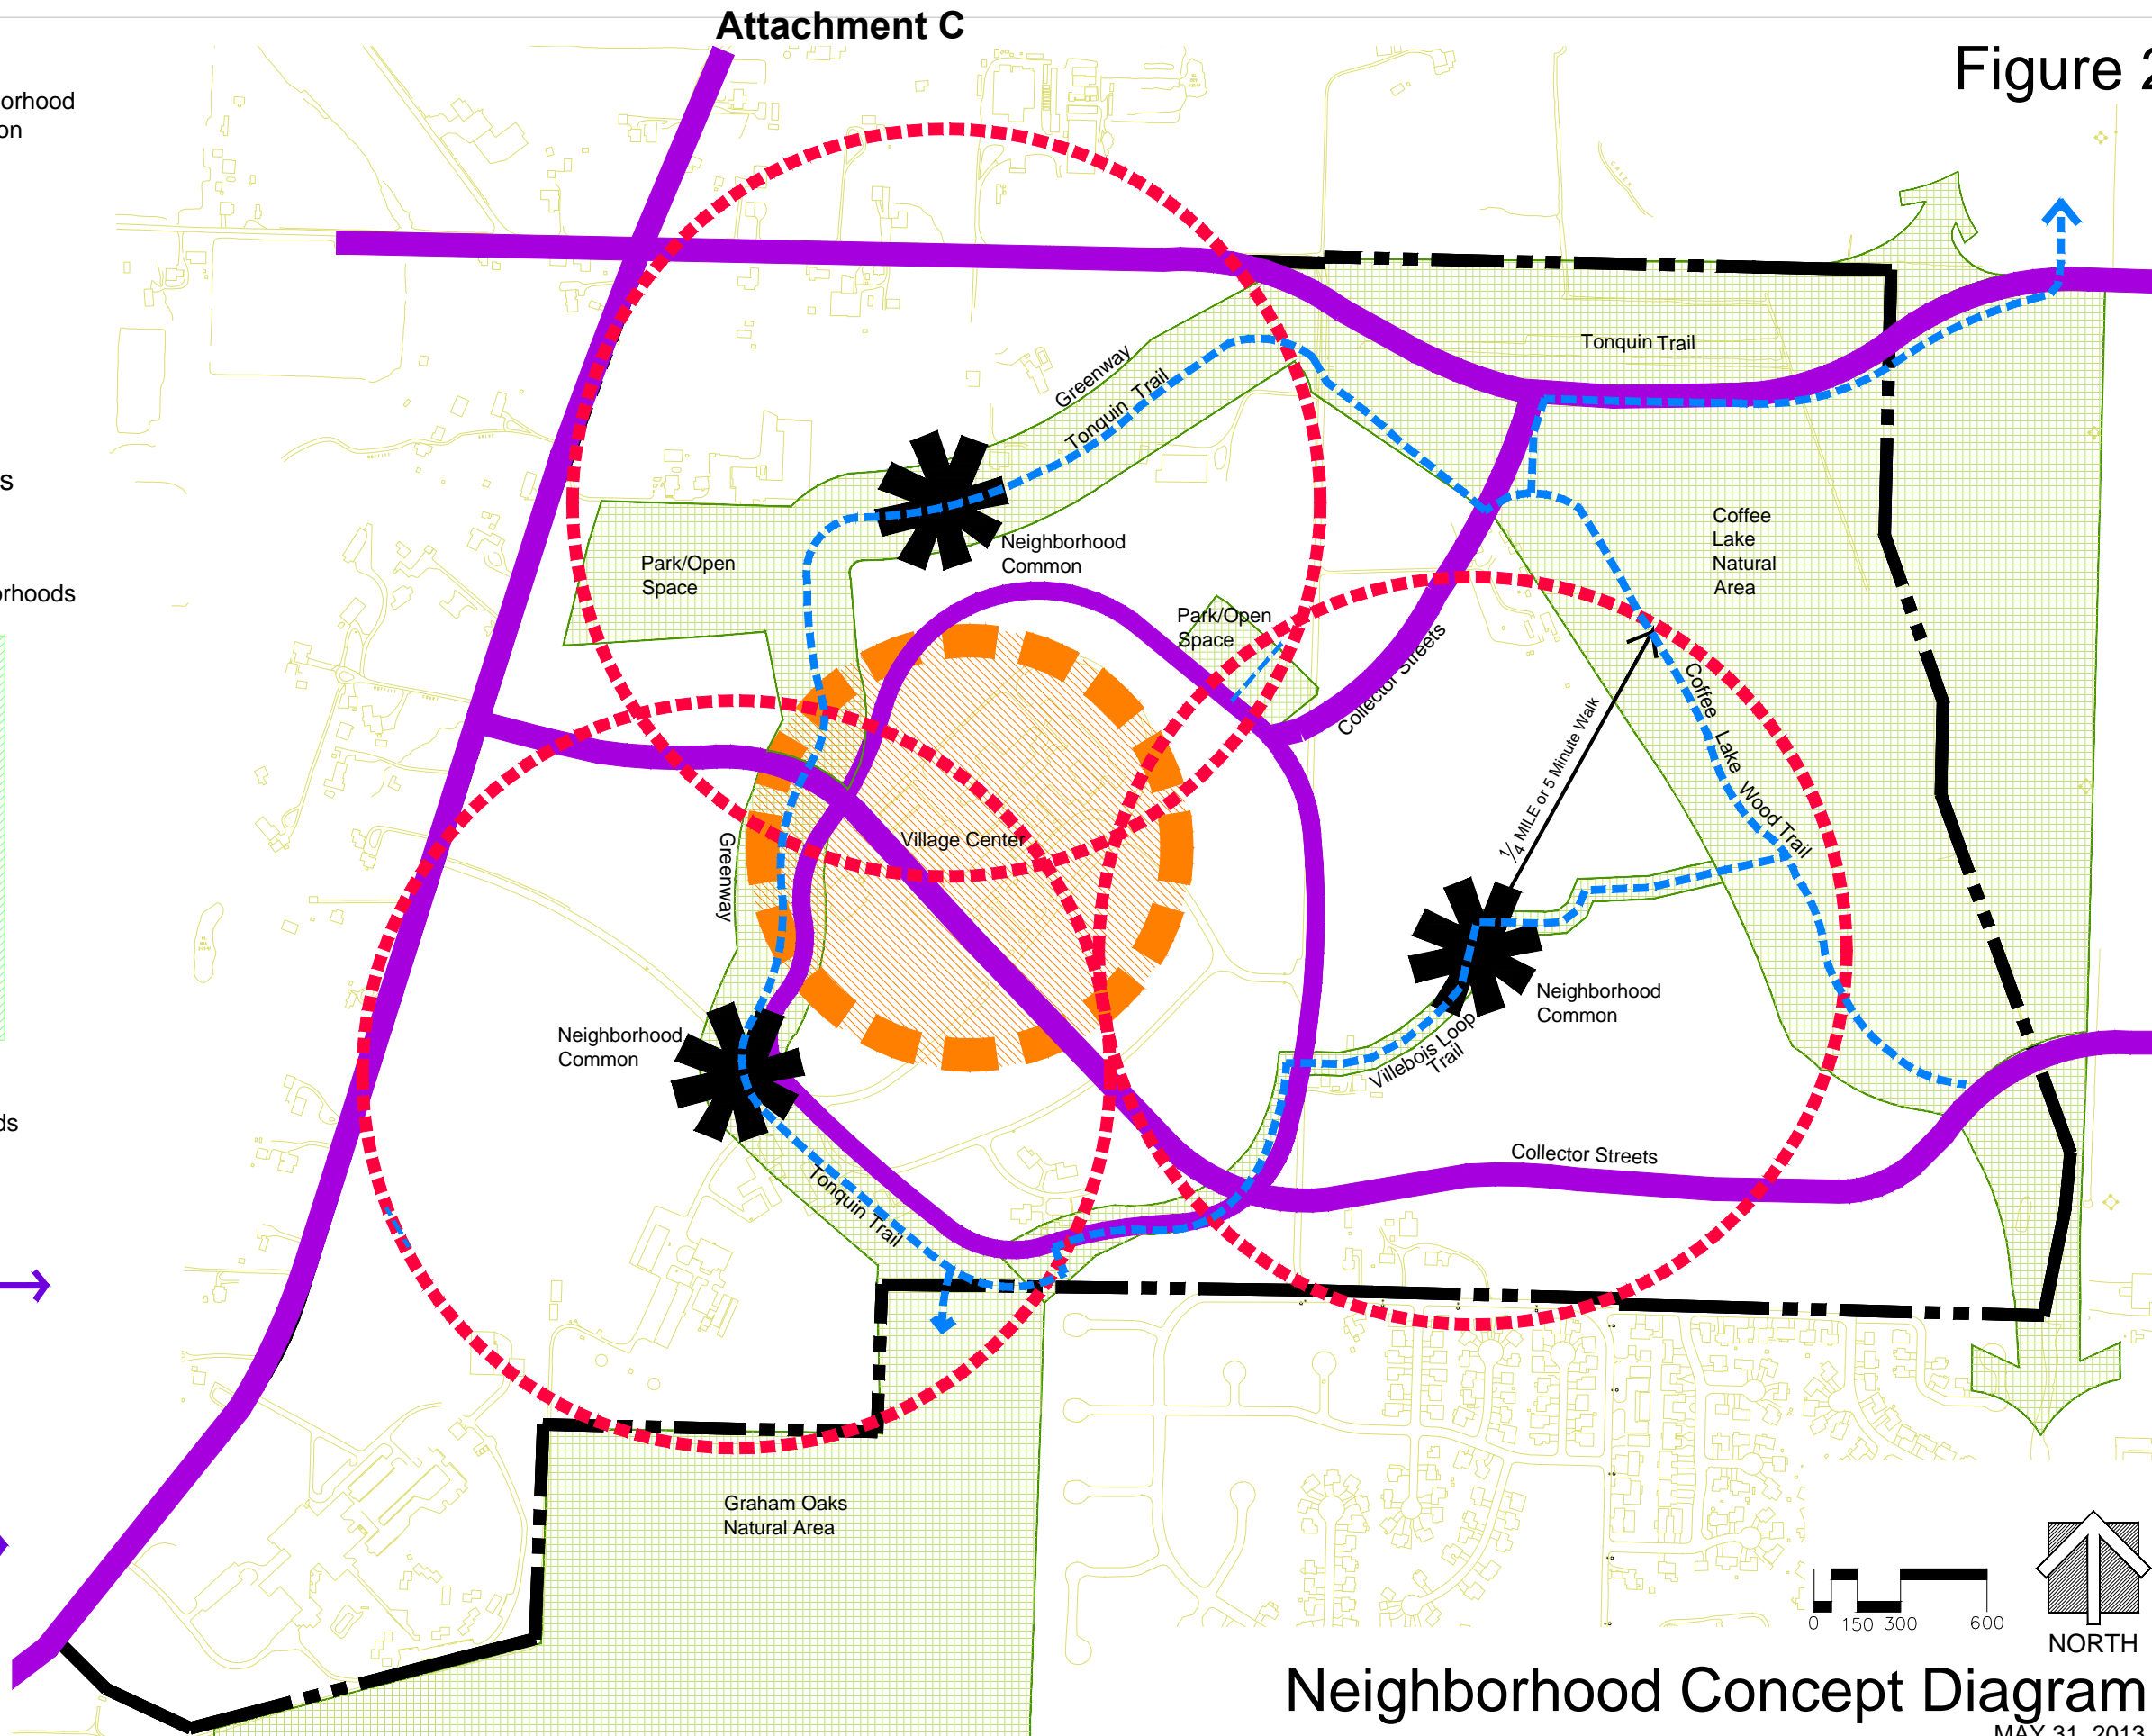 Attachment C
Figure 2
orhood
on
s
orhoods
ds
Tonquin Trail
Greenway
Tonquin Trail
Coffee
Lake
Natural
Area
Neighborhood
Common
Park/Open
Space
Park/Open
Space
Collector Streets
Coffee Lake Wood Trail
1/4 MILE or 5 Minute Walk
Village Center
Greenway
Neighborhood
Common
Neighborhood
Common
Villebois Loop
Trail
Collector Streets
Tonquin Trail
Graham Oaks
Natural Area
0 150 300 600
NORTH
Neighborhood Concept Diagram
MAY 31, 2013
CREEK